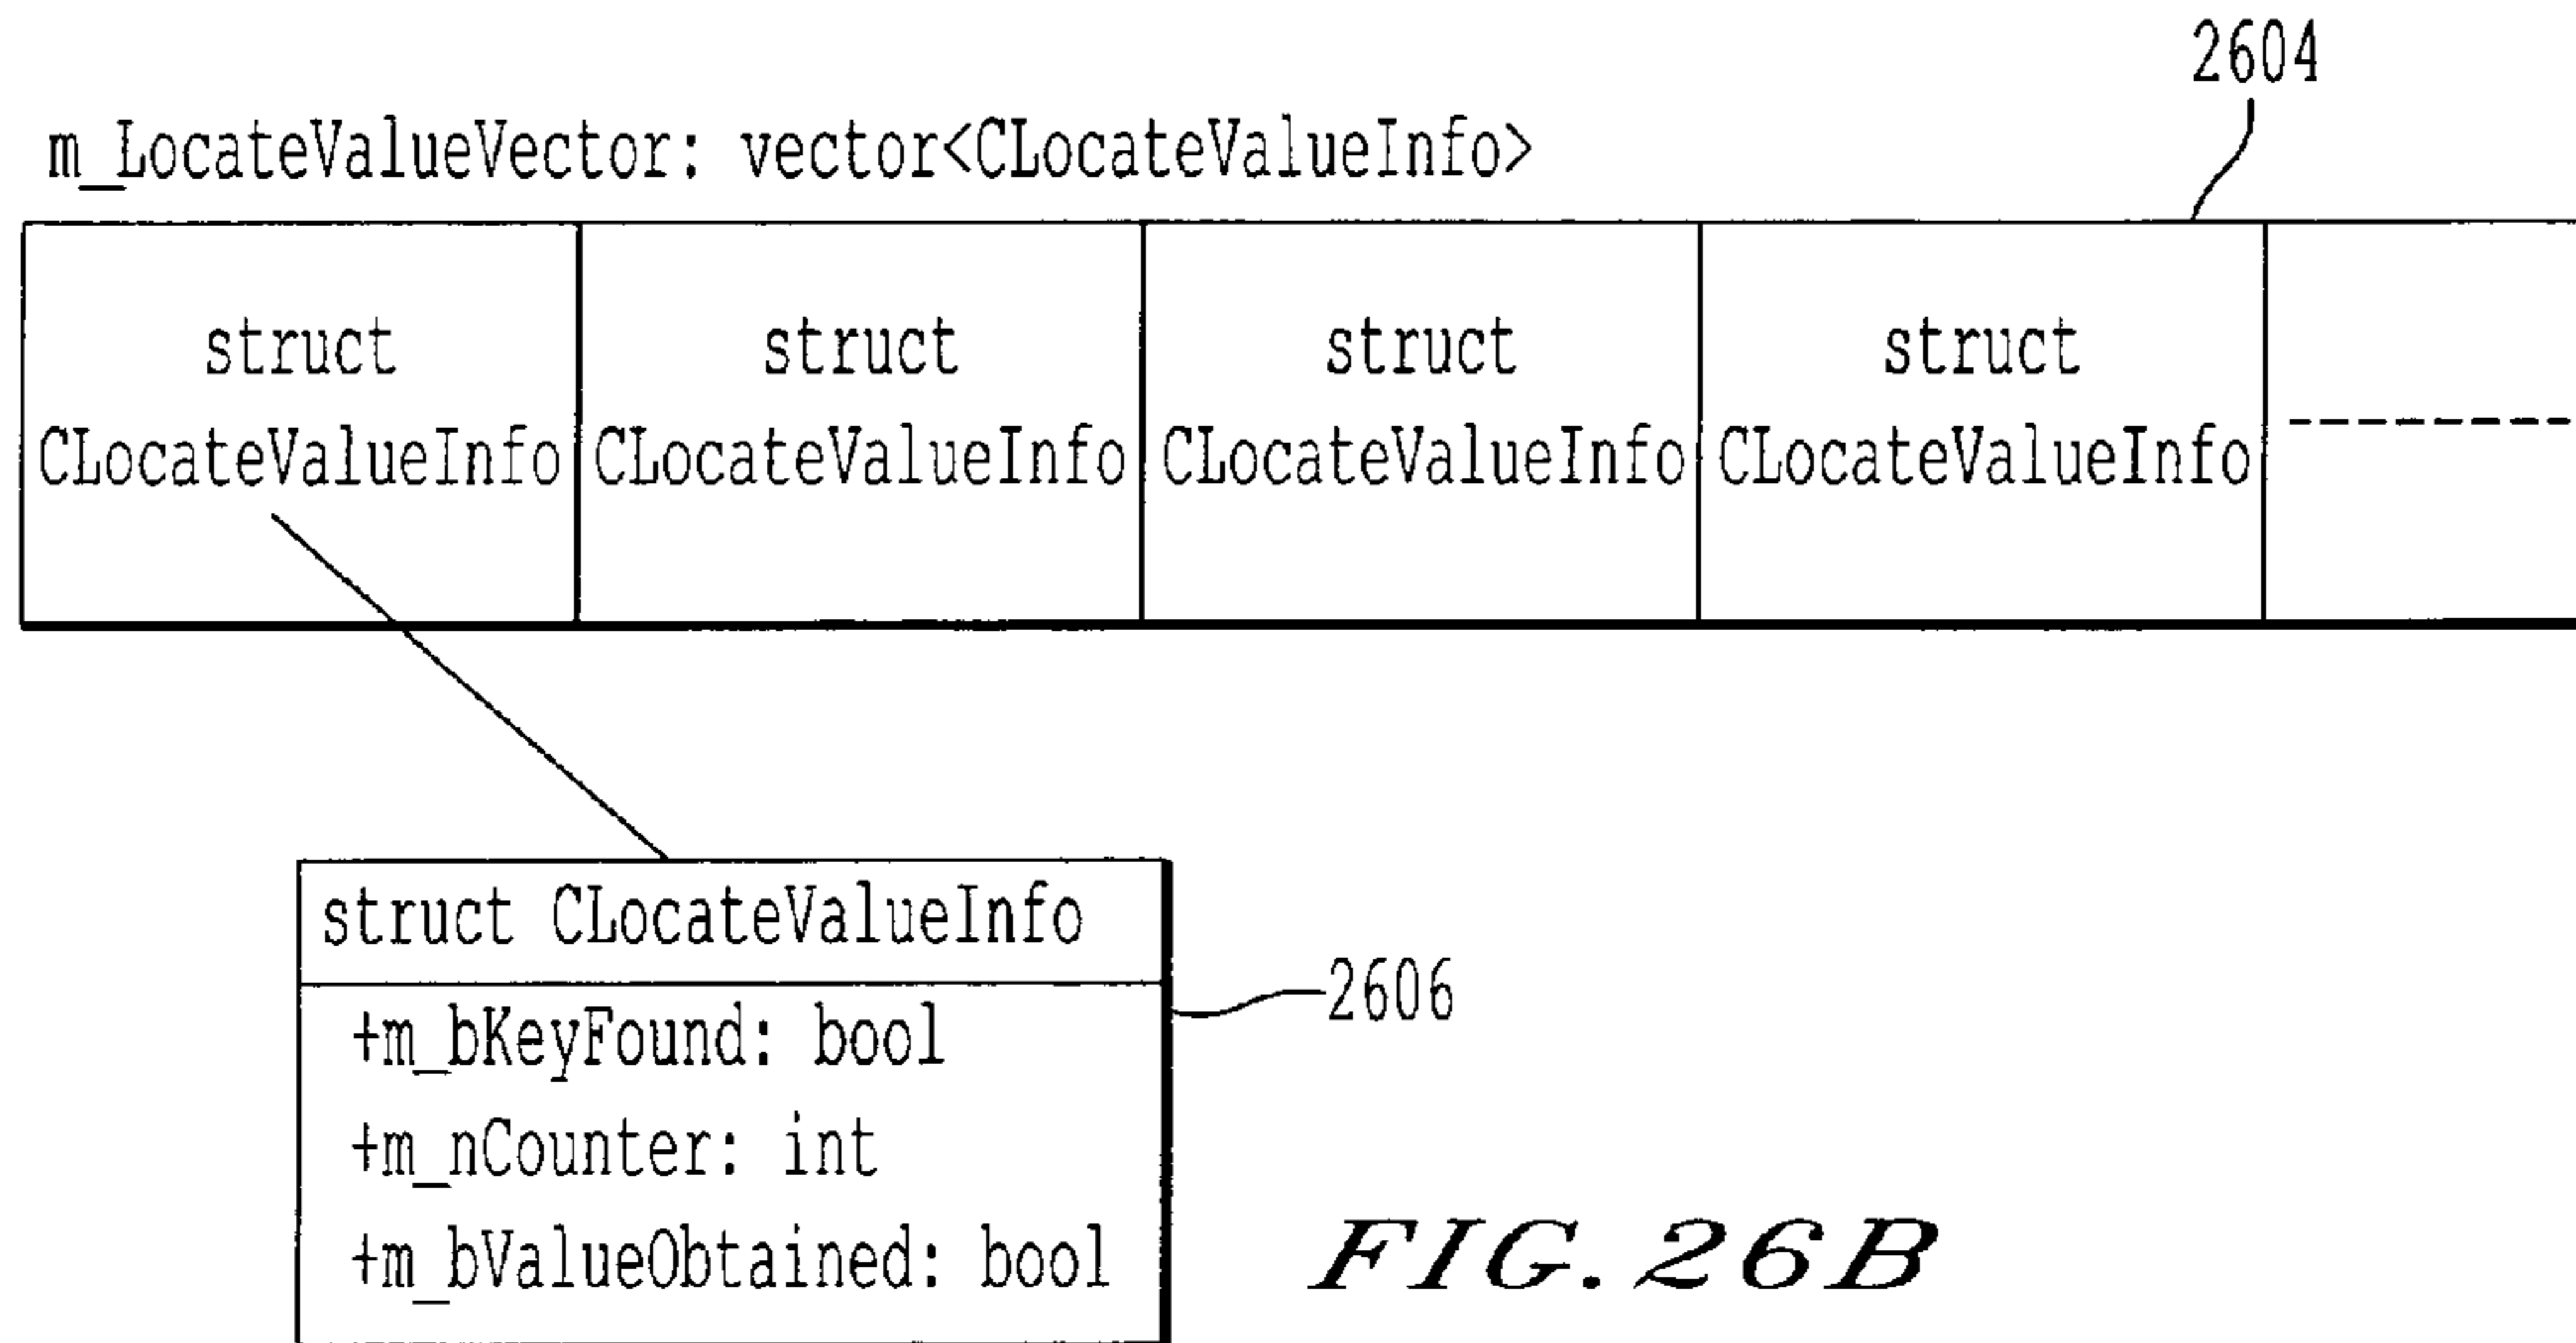 2604
m_LocateValueVector: vector<CLocateValueInfo>
struct struct struct struct
CLocateValueInfo CLocateValueInfo CLocateValueInfo CLocateValueInfo
struct CLocateValueInfo
2606
+m_bKeyFound: bool
+m_nCounter: int
+m_bValueObtained: bool
FIG. 26B